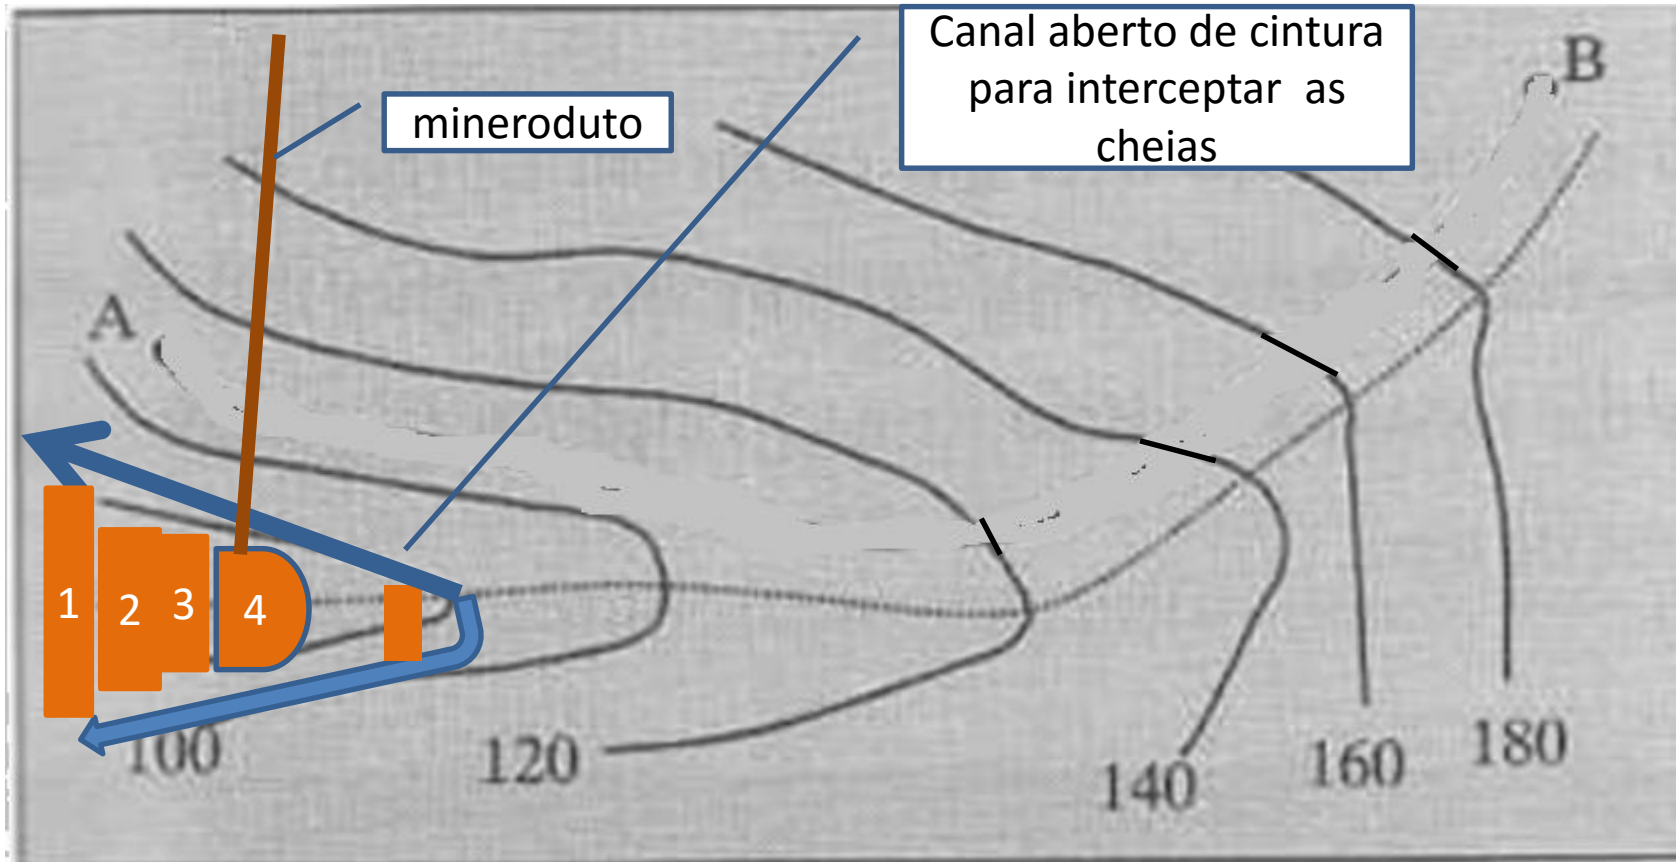 Canal aberto de cintura
para interceptar as
cheias
B
mineroduto
A
1 2 3 4
100
120
140
160
180